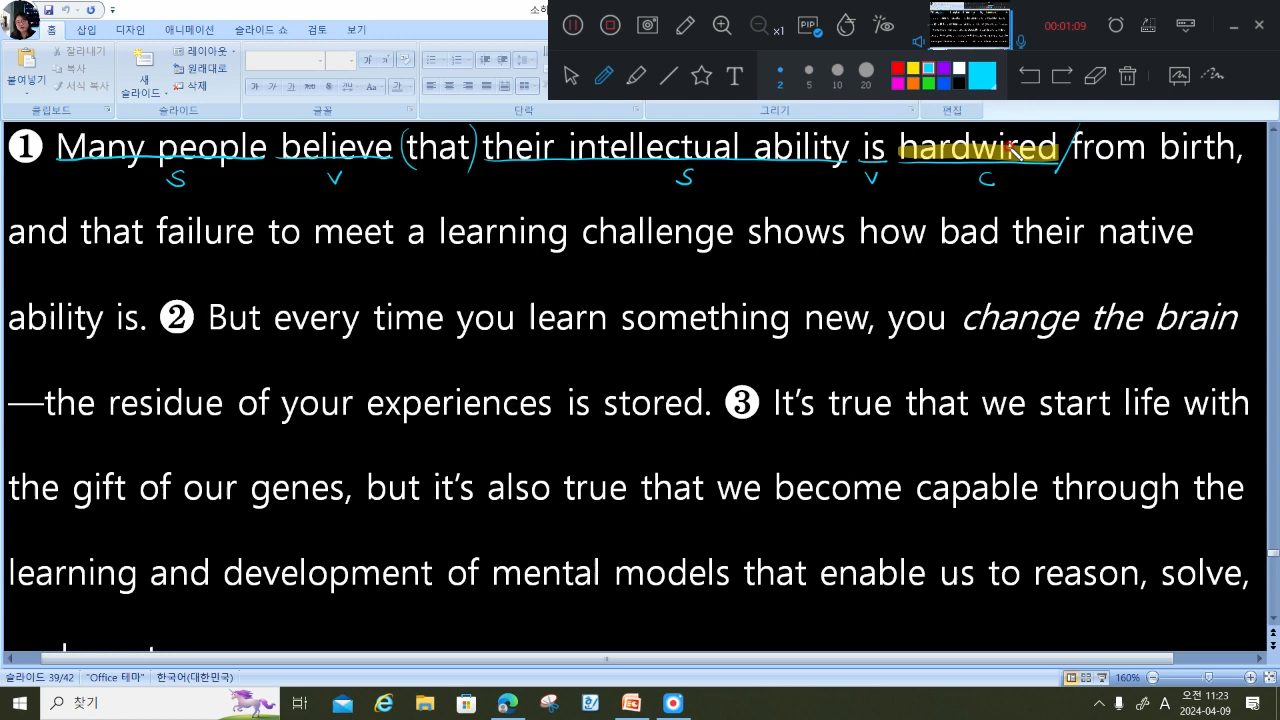 소하
×1
PIP
00:01:09
홈 삽입 디자인 애니메이션 슬라이드 쇼 검토 보기
붙여넣기
잘라내기
복사
서식 복사
새 슬라이드
레이아웃
원래대로
삭제
2 5 10 20
클립보드 슬라이드 글꼴 단락 그리기 편집
❶ Many people believe (that) their intellectual ability is hardwired / from birth,
S V S V C
and that failure to meet a learning challenge shows how bad their native
ability is. ❷ But every time you learn something new, you change the brain
—the residue of your experiences is stored. ❸ It’s true that we start life with
the gift of our genes, but it’s also true that we become capable through the
learning and development of mental models that enable us to reason, solve,
슬라이드 39/42 "Office 테마" 한국어(대한민국) 160%
찾기
A 오전 11:23
2024-04-09